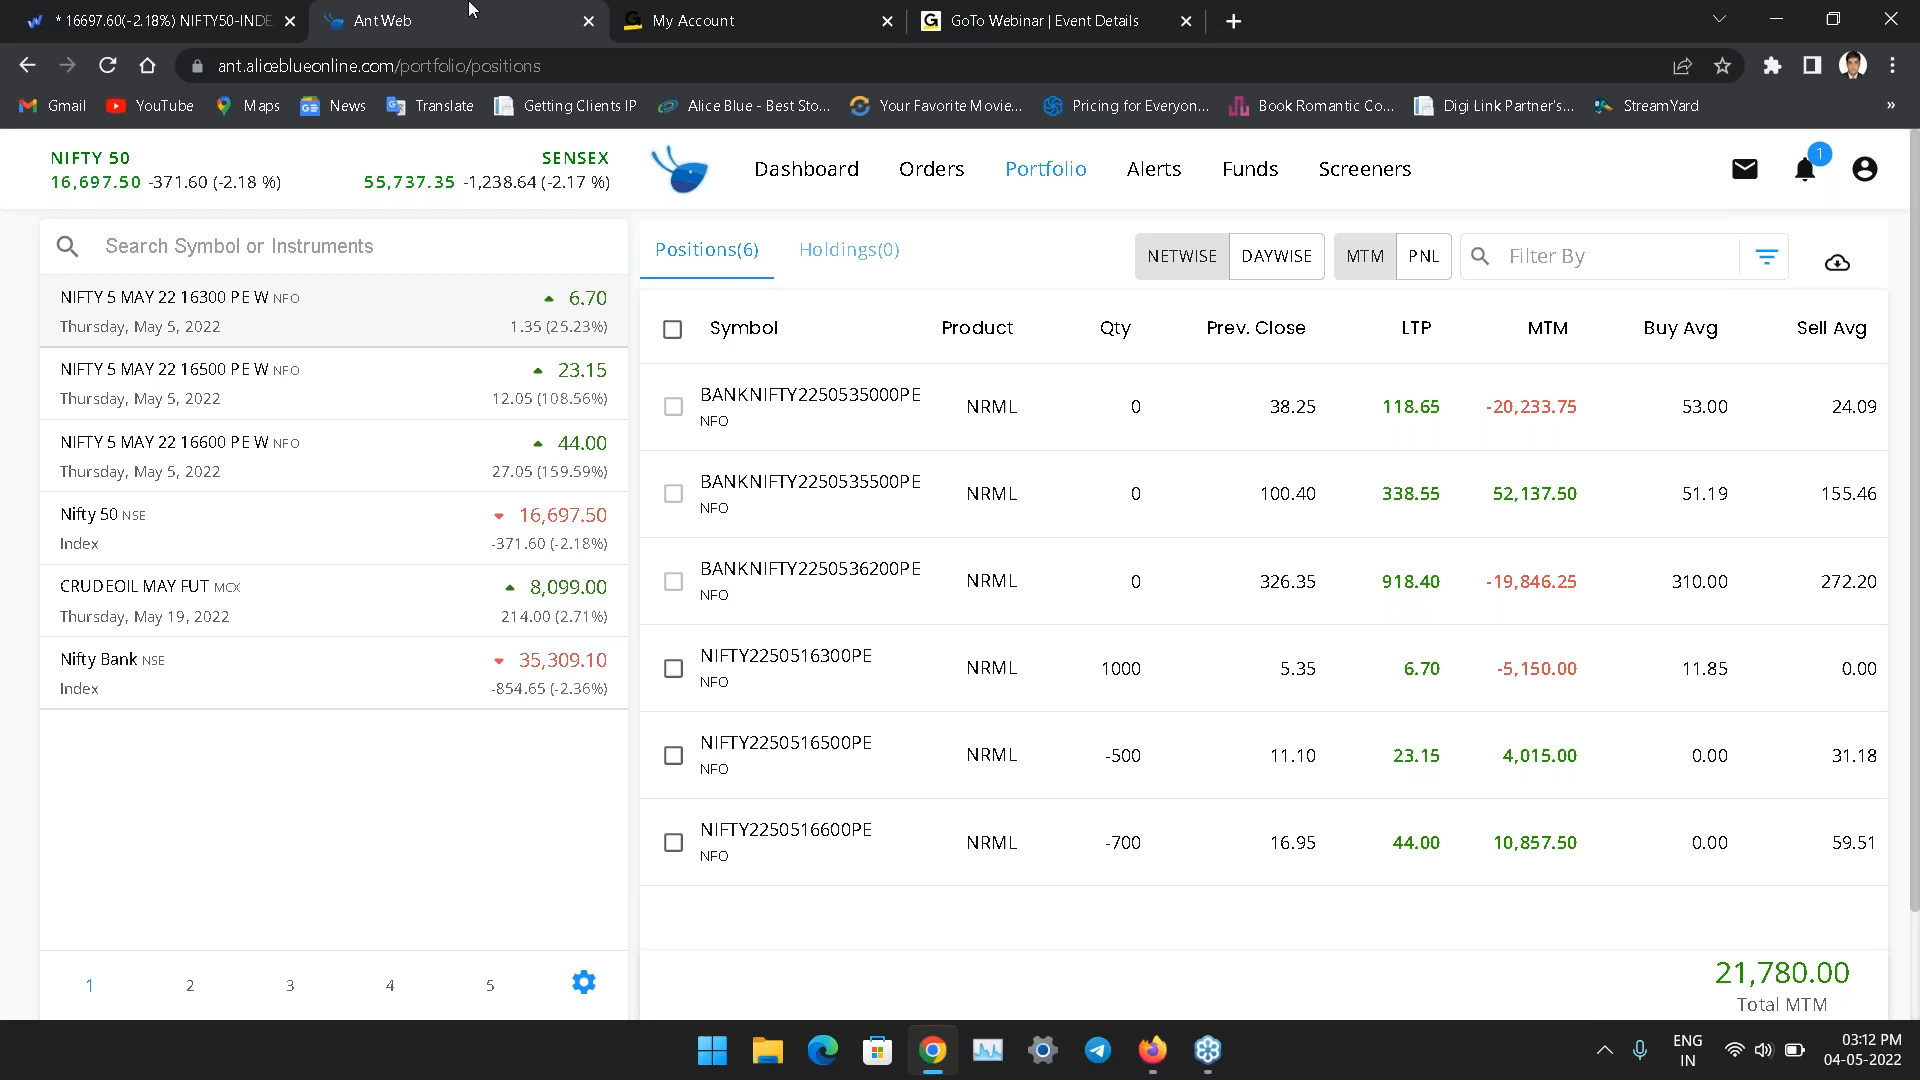 * 16697.60(-2.18%) NIFTY50-INDE
Ant Web
My Account
GoTo Webinar | Event Details
ant.aliceblueonline.com/portfolio/positions
Gmail
YouTube
Maps
News
Translate
Getting Clients IP
Alice Blue - Best Sto...
Your Favorite Movie...
Pricing for Everyon...
Book Romantic Co...
Digi Link Partner's...
StreamYard
»
NIFTY 50
16,697.50 -371.60 (-2.18 %)
SENSEX
55,737.35 -1,238.64 (-2.17 %)
Dashboard
Orders
Portfolio
Alerts
Funds
Screeners
1
Search Symbol or Instruments
NIFTY 5 MAY 22 16300 PE W NFO 6.70
Thursday, May 5, 2022 1.35 (25.23%)
NIFTY 5 MAY 22 16500 PE W NFO 23.15
Thursday, May 5, 2022 12.05 (108.56%)
NIFTY 5 MAY 22 16600 PE W NFO 44.00
Thursday, May 5, 2022 27.05 (159.59%)
Nifty 50 NSE 16,697.50
Index -371.60 (-2.18%)
CRUDEOIL MAY FUT MCX 8,099.00
Thursday, May 19, 2022 214.00 (2.71%)
Nifty Bank NSE 35,309.10
Index -854.65 (-2.36%)
1 2 3 4 5
Positions(6)
Holdings(0)
NETWISE DAYWISE
MTM PNL
Filter By
Symbol Product Qty Prev. Close LTP MTM Buy Avg Sell Avg
BANKNIFTY2250535000PE NRML 0 38.25 118.65 -20,233.75 53.00 24.09
NFO
BANKNIFTY2250535500PE NRML 0 100.40 338.55 52,137.50 51.19 155.46
NFO
BANKNIFTY2250536200PE NRML 0 326.35 918.40 -19,846.25 310.00 272.20
NFO
NIFTY2250516300PE NRML 1000 5.35 6.70 -5,150.00 11.85 0.00
NFO
NIFTY2250516500PE NRML -500 11.10 23.15 4,015.00 0.00 31.18
NFO
NIFTY2250516600PE NRML -700 16.95 44.00 10,857.50 0.00 59.51
NFO
21,780.00
Total MTM
ENG
IN
03:12 PM
04-05-2022